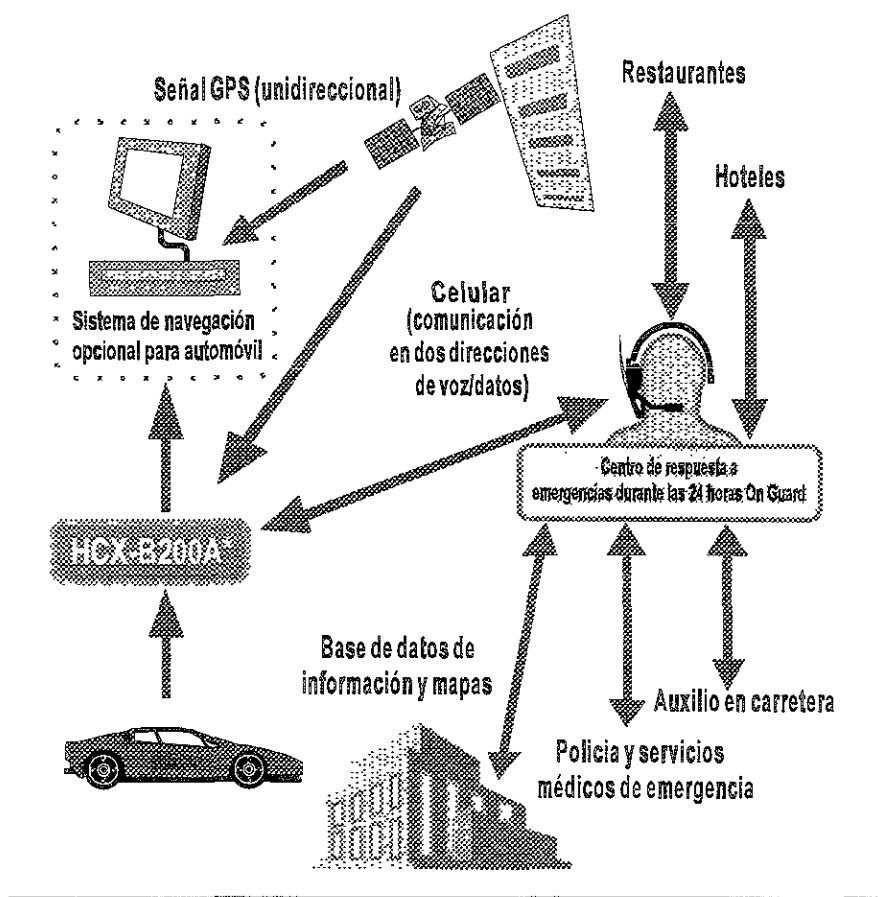 Señal GPS (unidireccional)
Restaurantes
Hoteles
Sistema de navegación
opcional para automóvil
Celular
(comunicación
en dos direcciones
de voz/datos)
Centro de respuesta a
emergencias durante las 24 horas On Guard
HCX-B200A*
Base de datos de
información y mapas
Auxilio en carretera
Policia y servicios
médicos de emergencia